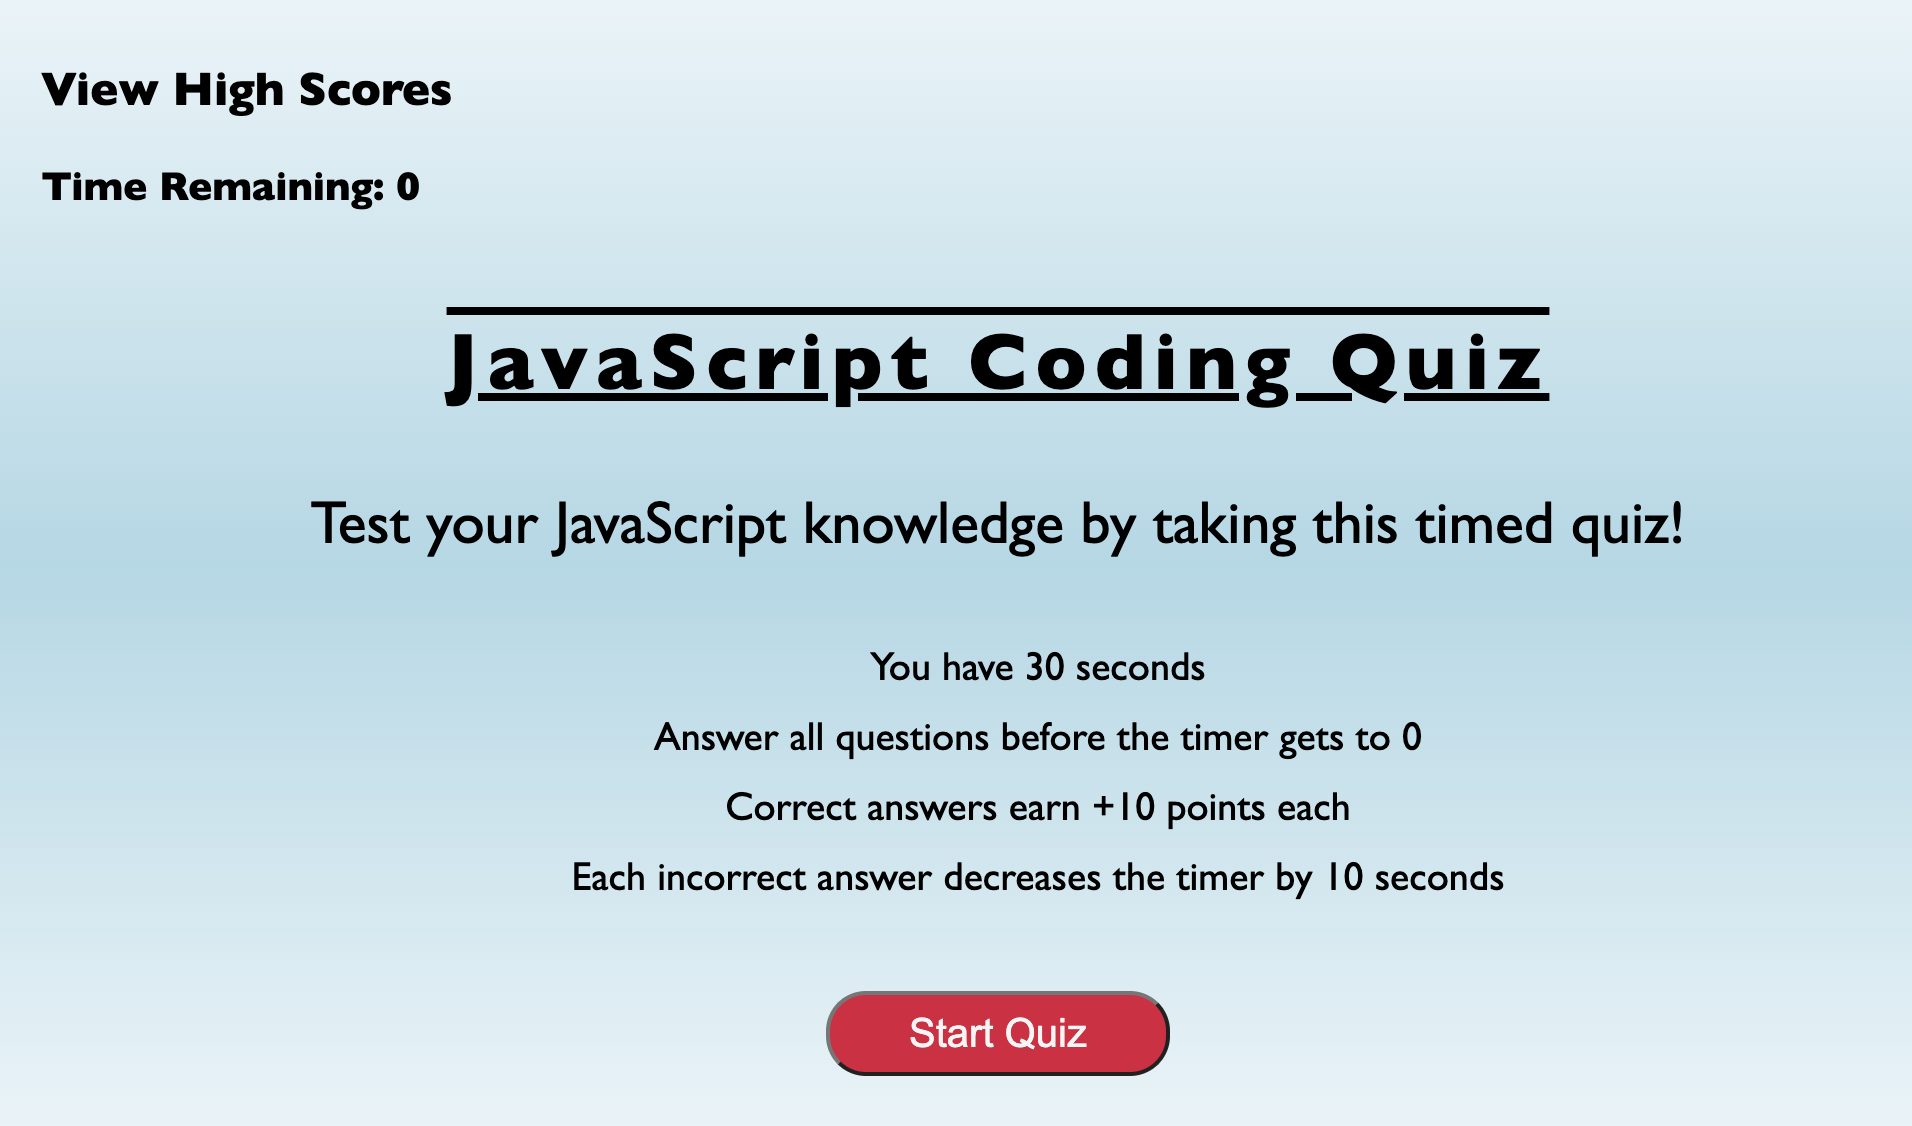 View High Scores
Time Remaining: 0
JavaScript Coding Quiz
Test your JavaScript knowledge by taking this timed quiz!
You have 30 seconds
Answer all questions before the timer gets to 0
Correct answers earn +10 points each
Each incorrect answer decreases the timer by 10 seconds
Start Quiz